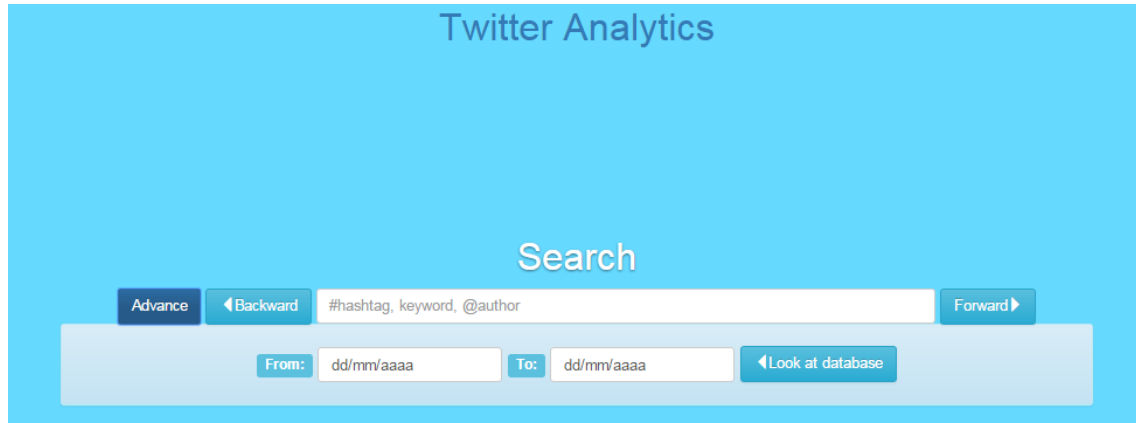 Twitter Analytics
Search
Advance Backward #hashtag, keyword, @author Forward
From: dd/mm/aaaa To: dd/mm/aaaa Look at database